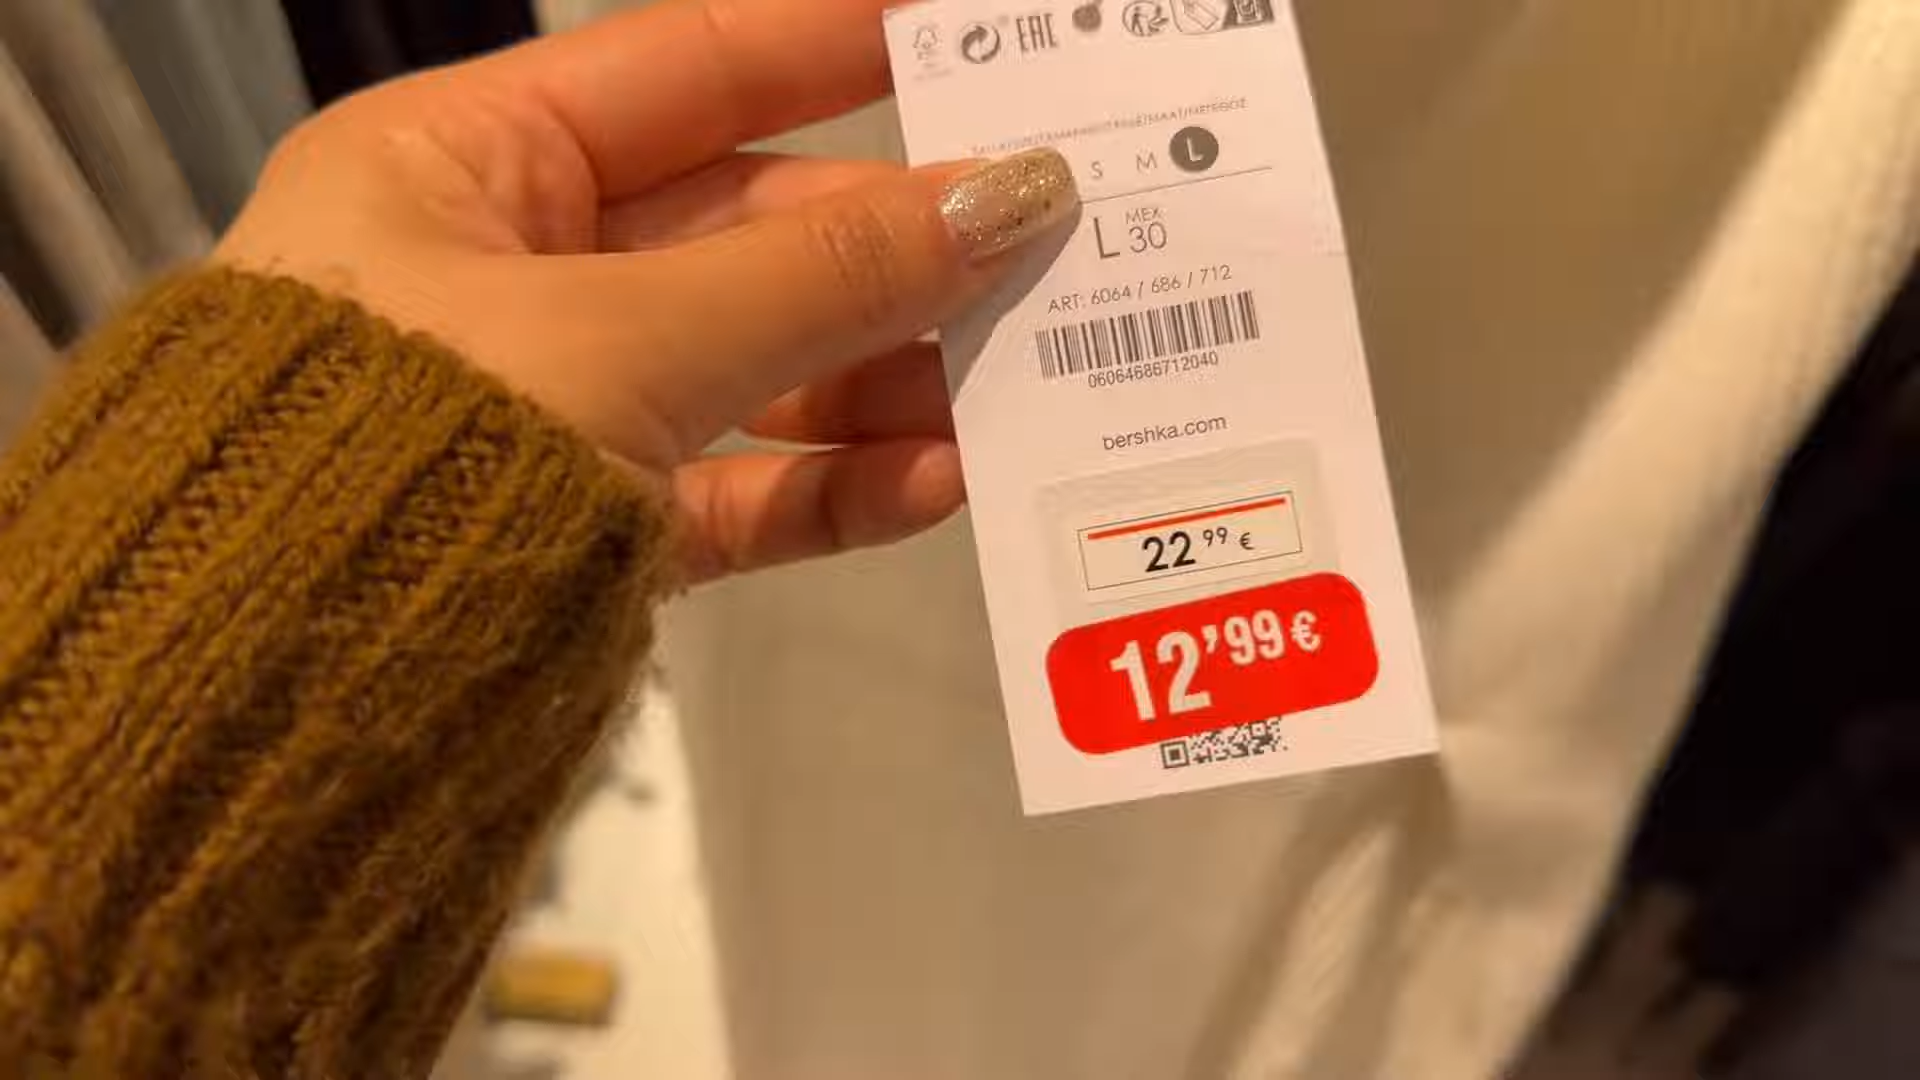 EAC
S M L
L MEX 30
ART: 6064 / 686 / 712
06064686712040
bershka.com
22 99 €
12'99 €